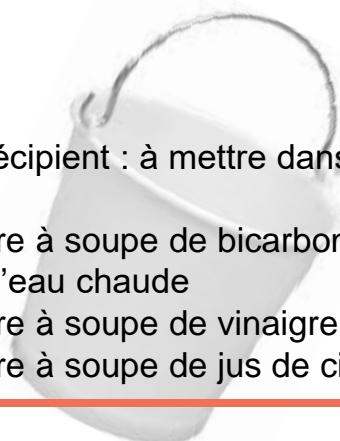 écipient : à mettre dans
re à soupe de bicarbon
l'eau chaude
re à soupe de vinaigre
re à soupe de jus de ci